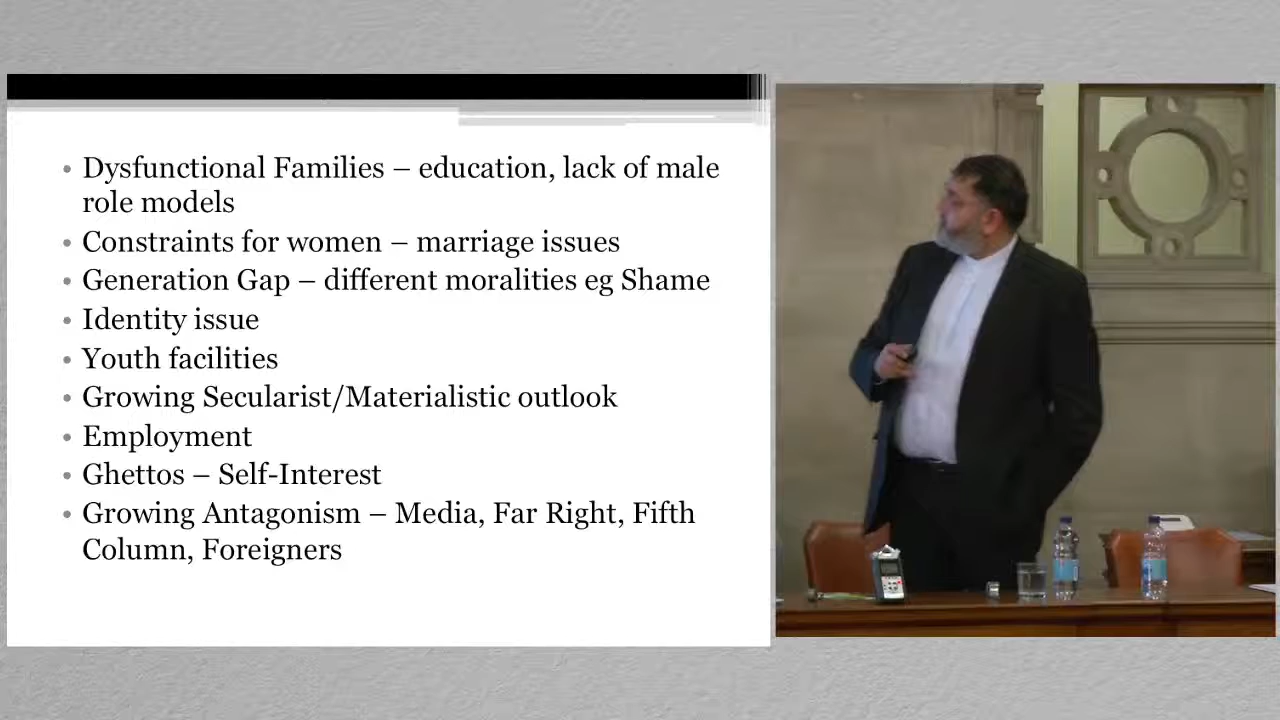 • Dysfunctional Families – education, lack of male
role models
• Constraints for women – marriage issues
• Generation Gap – different moralities eg Shame
• Identity issue
• Youth facilities
• Growing Secularist/Materialistic outlook
• Employment
• Ghettos – Self-Interest
• Growing Antagonism – Media, Far Right, Fifth
Column, Foreigners